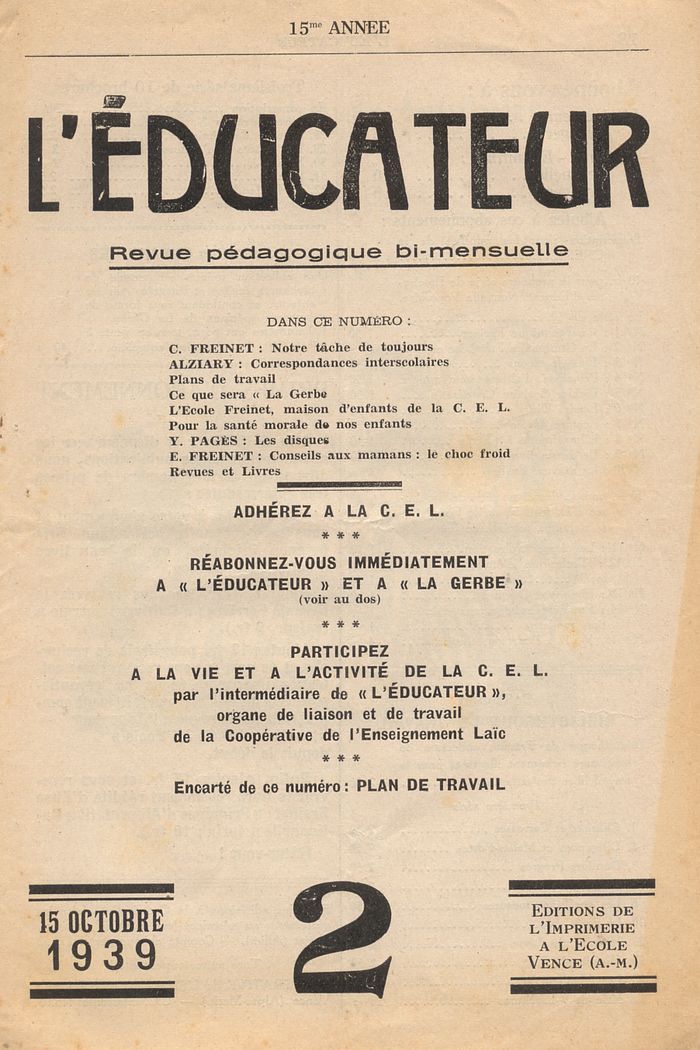 15me ANNÉE
L'ÉDUCATEUR
Revue pédagogique bi-mensuelle
DANS CE NUMÉRO :
C. FREINET : Notre tâche de toujours
ALZIARY : Correspondances interscolaires
Plans de travail
Ce que sera « La Gerbe
L'Ecole Freinet, maison d'enfants de la C. E. L.
Pour la santé morale de nos enfants
Y. PAGÈS : Les disques
E. FREINET : Conseils aux mamans : le choc froid
Revues et Livres
ADHÉREZ A LA C. E. L.
* * *
RÉABONNEZ-VOUS IMMÉDIATEMENT
A « L'ÉDUCATEUR » ET A « LA GERBE »
(voir au dos)
* * *
PARTICIPEZ
A LA VIE ET A L'ACTIVITÉ DE LA C. E. L.
par l'intermédiaire de « L'ÉDUCATEUR »,
organe de liaison et de travail
de la Coopérative de l'Enseignement Laïc
* * *
Encarté de ce numéro : PLAN DE TRAVAIL
15 OCTOBRE
1939
2
EDITIONS DE
L'IMPRIMERIE
A L'ECOLE
VENCE (A.-M.)